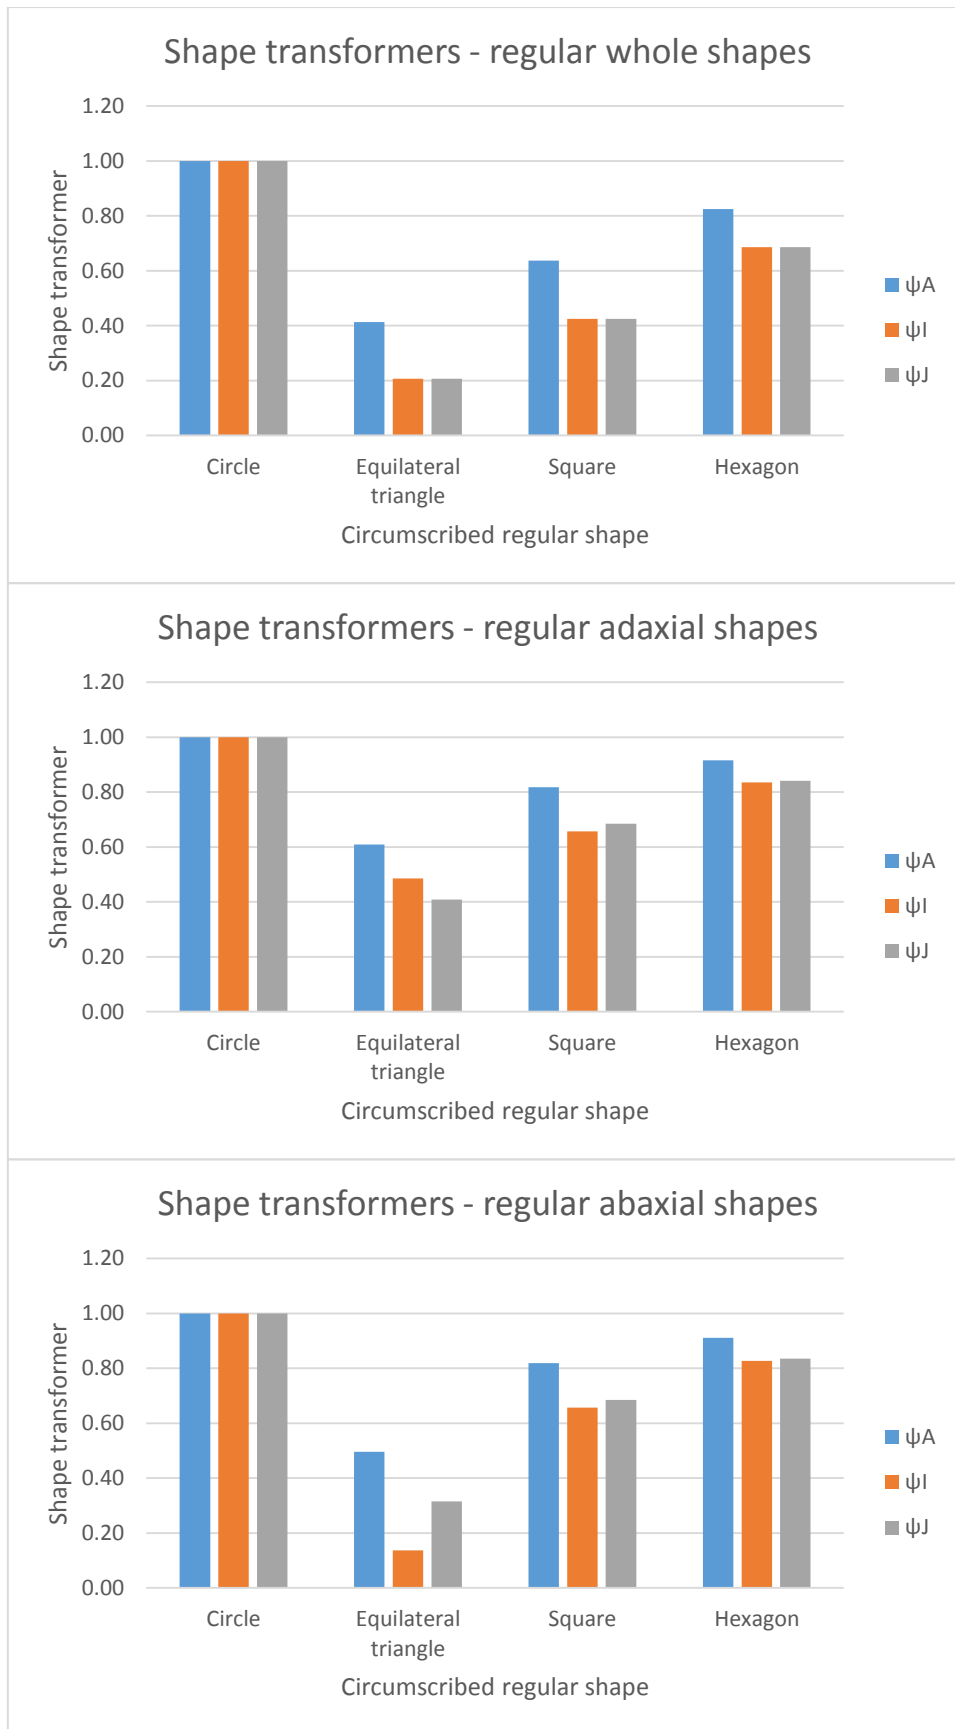 Shape transformers - regular whole shapes
1.20
1.00
0.80
0.60
0.40
0.20
0.00
Shape transformer
Circle
Equilateral
triangle
Square
Hexagon
Circumscribed regular shape
ψA
ψI
ψJ
Shape transformers - regular adaxial shapes
1.20
1.00
0.80
0.60
0.40
0.20
0.00
Shape transformer
Circle
Equilateral
triangle
Square
Hexagon
Circumscribed regular shape
ψA
ψI
ψJ
Shape transformers - regular abaxial shapes
1.20
1.00
0.80
0.60
0.40
0.20
0.00
Shape transformer
Circle
Equilateral
triangle
Square
Hexagon
Circumscribed regular shape
ψA
ψI
ψJ